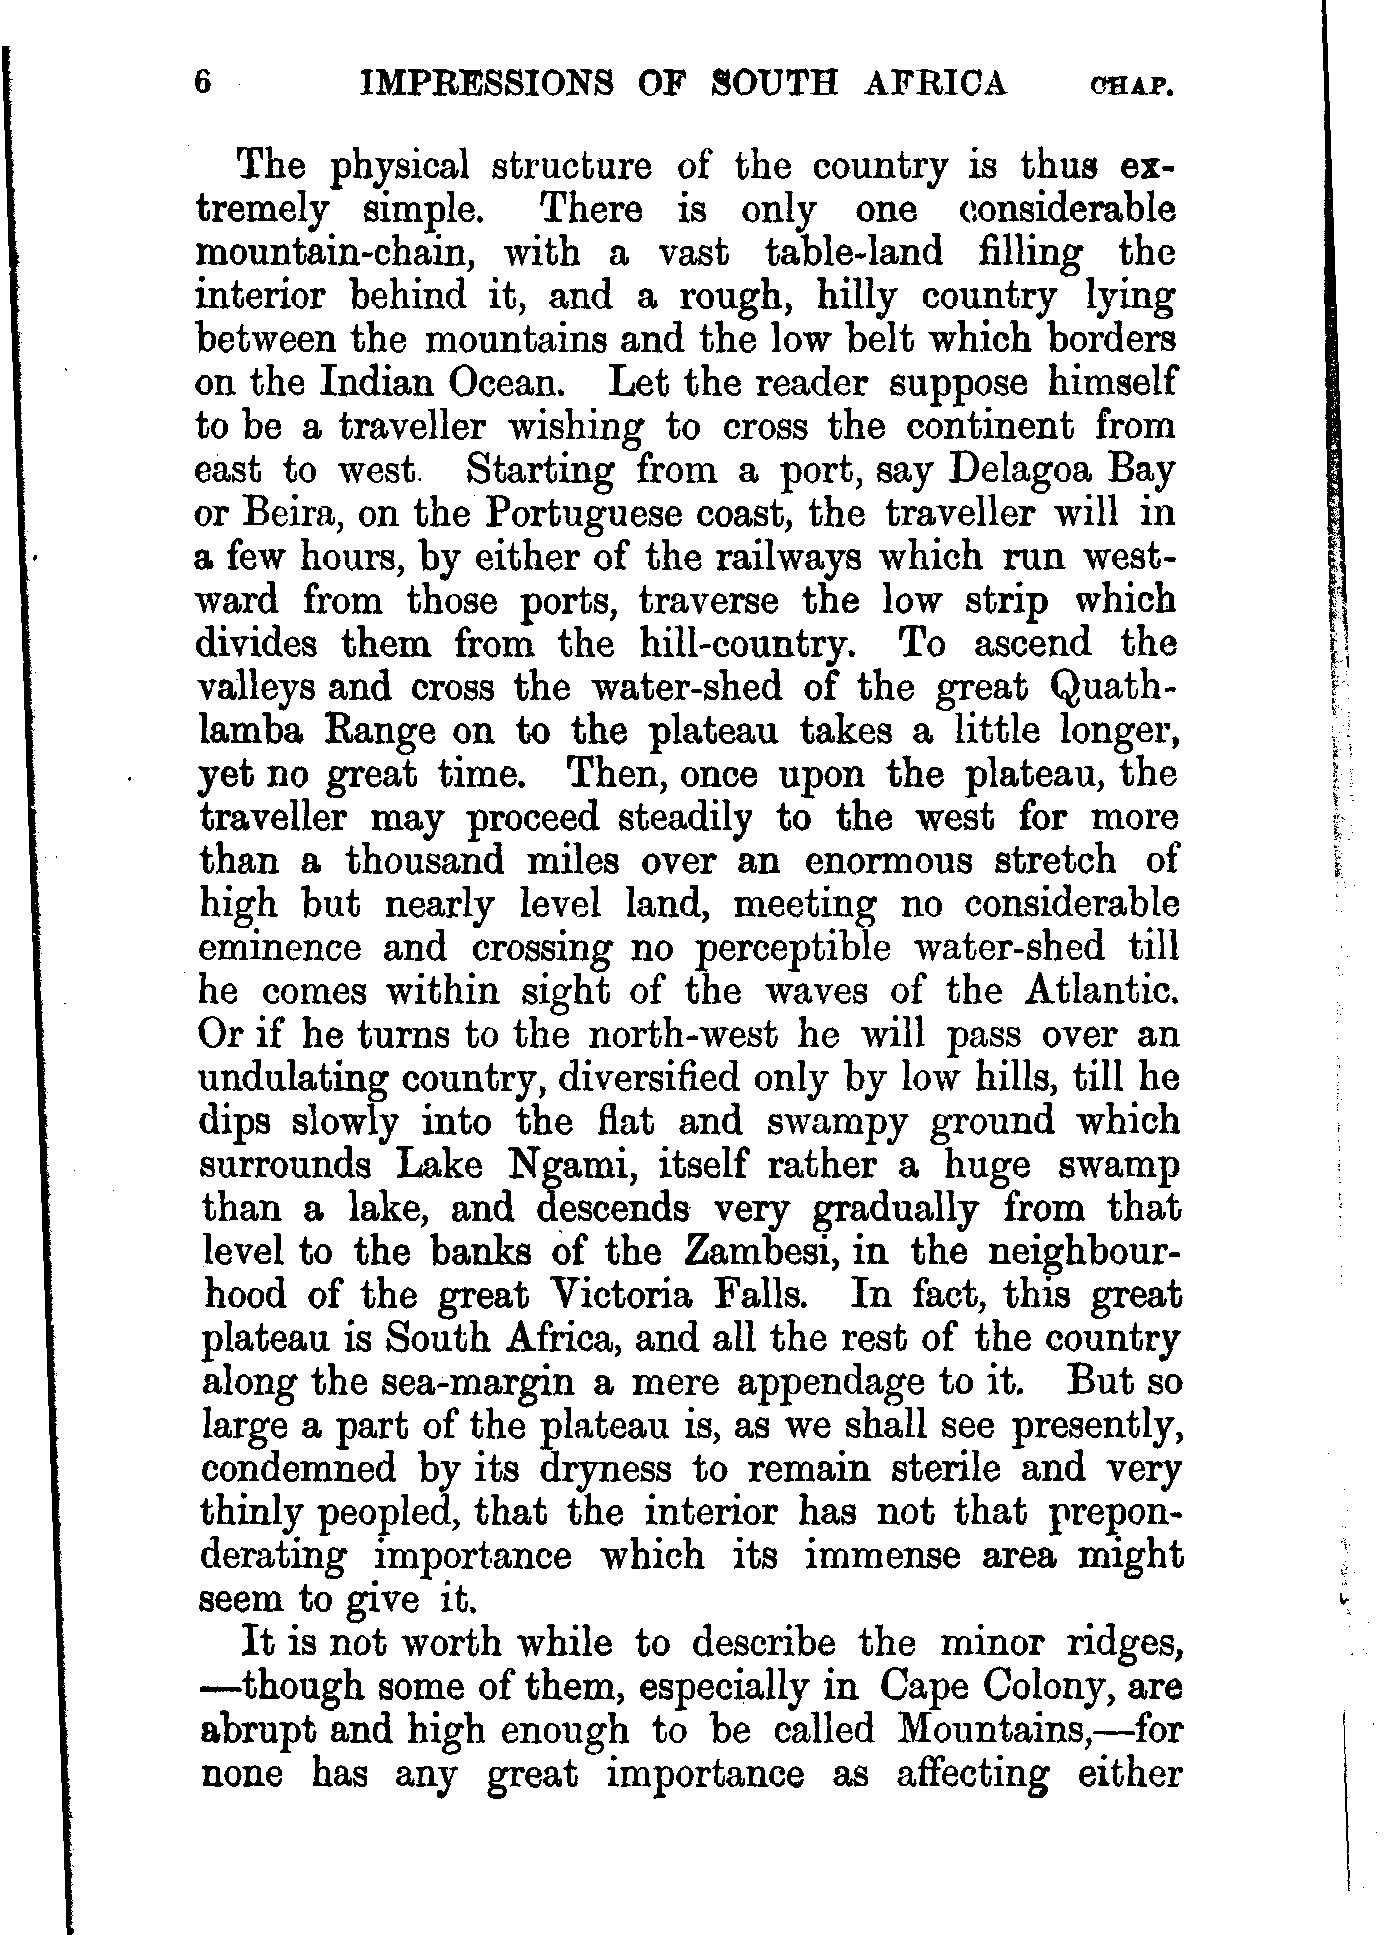 6 IMPRESSIONS OF SOUTH AFRICA CHAP.
The physical structure of the country is thus ex-
tremely simple. There is only one considerable
mountain-chain, with a vast table-land filling the
interior behind it, and a rough, hilly country lying
between the mountains and the low belt which borders
on the Indian Ocean. Let the reader suppose himself
to be a traveller wishing to cross the continent from
east to west. Starting from a port, say Delagoa Bay
or Beira, on the Portuguese coast, the traveller will in
a few hours, by either of the railways which run west-
ward from those ports, traverse the low strip which
divides them from the hill-country. To ascend the
valleys and cross the water-shed of the great Quath-
lamba Range on to the plateau takes a little longer,
yet no great time. Then, once upon the plateau, the
traveller may proceed steadily to the west for more
than a thousand miles over an enormous stretch of
high but nearly level land, meeting no considerable
eminence and crossing no perceptible water-shed till
he comes within sight of the waves of the Atlantic.
Or if he turns to the north-west he will pass over an
undulating country, diversified only by low hills, till he
dips slowly into the flat and swampy ground which
surrounds Lake Ngami, itself rather a huge swamp
than a lake, and descends very gradually from that
level to the banks of the Zambesi, in the neighbour-
hood of the great Victoria Falls. In fact, this great
plateau is South Africa, and all the rest of the country
along the sea-margin a mere appendage to it. But so
large a part of the plateau is, as we shall see presently,
condemned by its dryness to remain sterile and very
thinly peopled, that the interior has not that prepon-
derating importance which its immense area might
seem to give it.
It is not worth while to describe the minor ridges,
—though some of them, especially in Cape Colony, are
abrupt and high enough to be called Mountains,—for
none has any great importance as affecting either